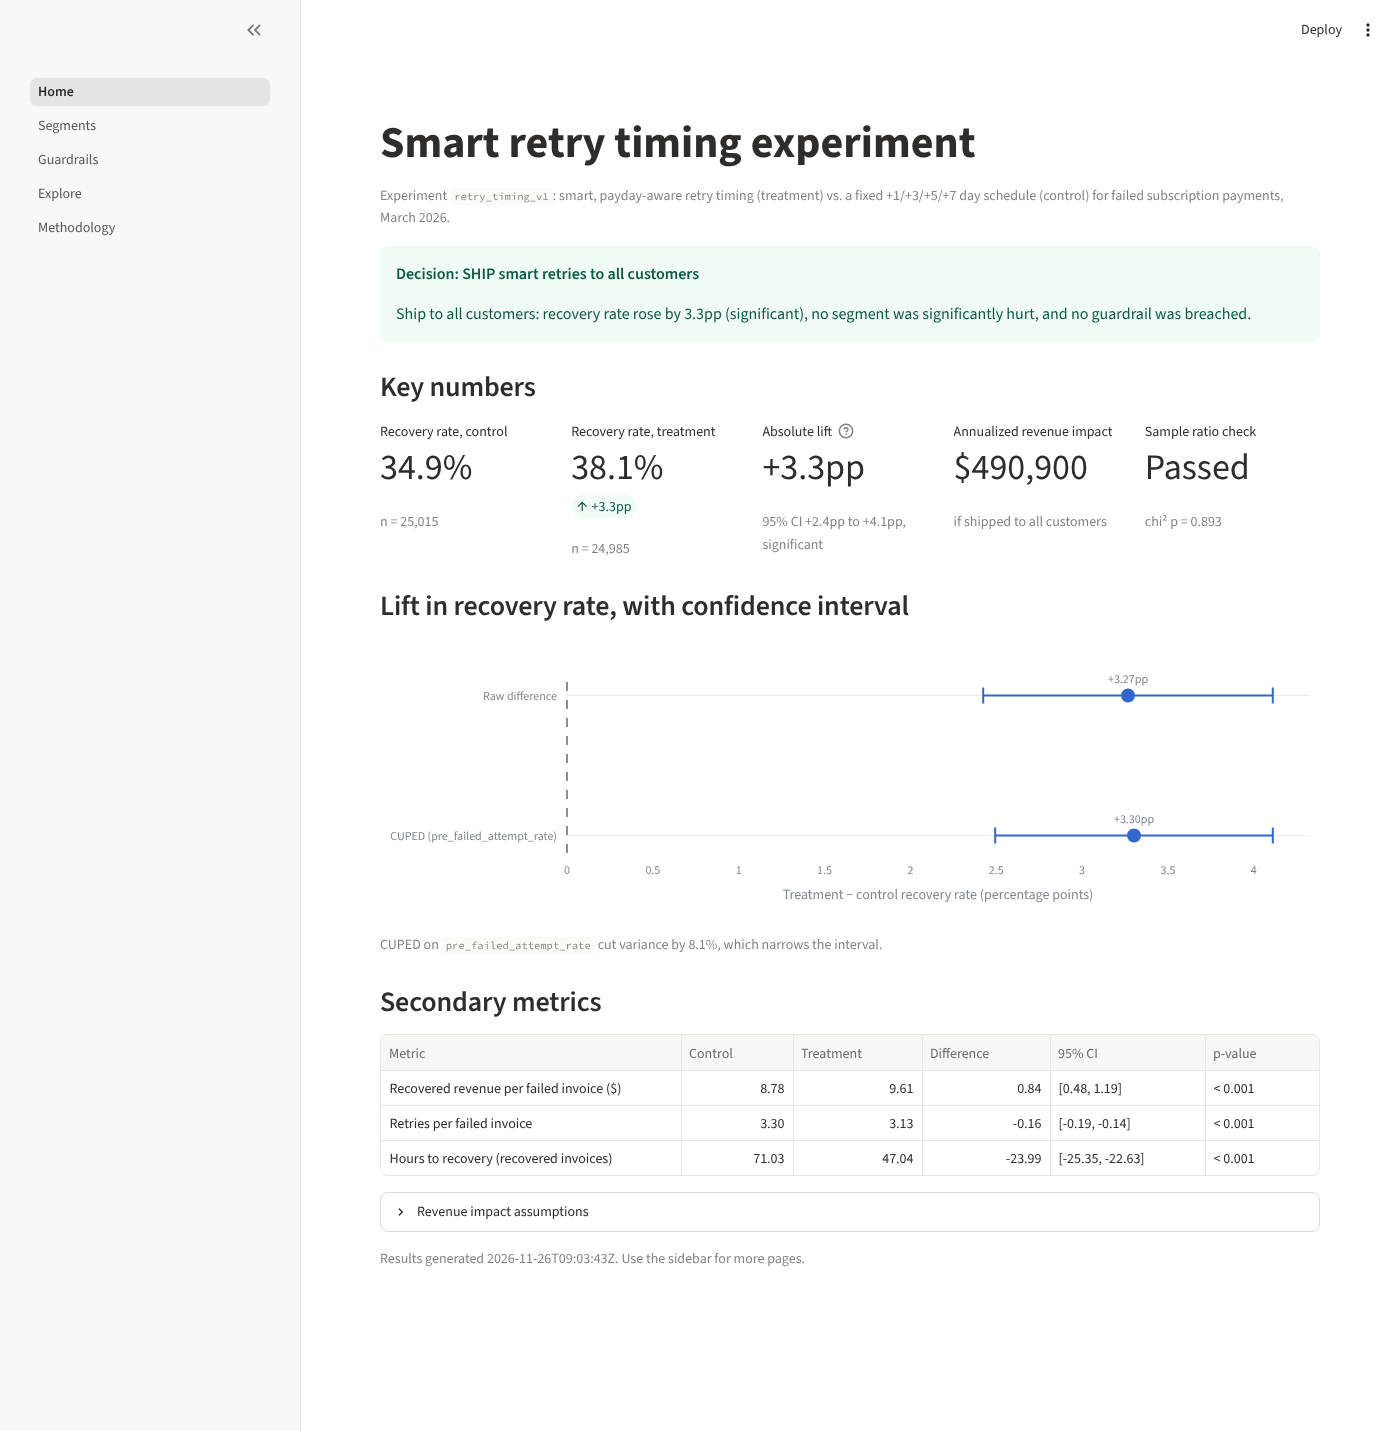 Deploy
Home
Segments
Guardrails
Explore
Methodology
Smart retry timing experiment
Experiment retry_timing_v1 : smart, payday-aware retry timing (treatment) vs. a fixed +1/+3/+5/+7 day schedule (control) for failed subscription payments,
March 2026.
Decision: SHIP smart retries to all customers
Ship to all customers: recovery rate rose by 3.3pp (significant), no segment was significantly hurt, and no guardrail was breached.
Key numbers
Recovery rate, control
34.9%
n = 25,015
Recovery rate, treatment
38.1%
↑ +3.3pp
n = 24,985
Absolute lift
+3.3pp
95% CI +2.4pp to +4.1pp,
significant
Annualized revenue impact
$490,900
if shipped to all customers
Sample ratio check
Passed
chi² p = 0.893
Lift in recovery rate, with confidence interval
+3.27pp
Raw difference
+3.30pp
CUPED (pre_failed_attempt_rate)
0 0.5 1 1.5 2 2.5 3 3.5 4
Treatment − control recovery rate (percentage points)
CUPED on pre_failed_attempt_rate cut variance by 8.1%, which narrows the interval.
Secondary metrics
Metric Control Treatment Difference 95% CI p-value
Recovered revenue per failed invoice ($) 8.78 9.61 0.84 [0.48, 1.19] < 0.001
Retries per failed invoice 3.30 3.13 -0.16 [-0.19, -0.14] < 0.001
Hours to recovery (recovered invoices) 71.03 47.04 -23.99 [-25.35, -22.63] < 0.001
Revenue impact assumptions
Results generated 2026-11-26T09:03:43Z. Use the sidebar for more pages.